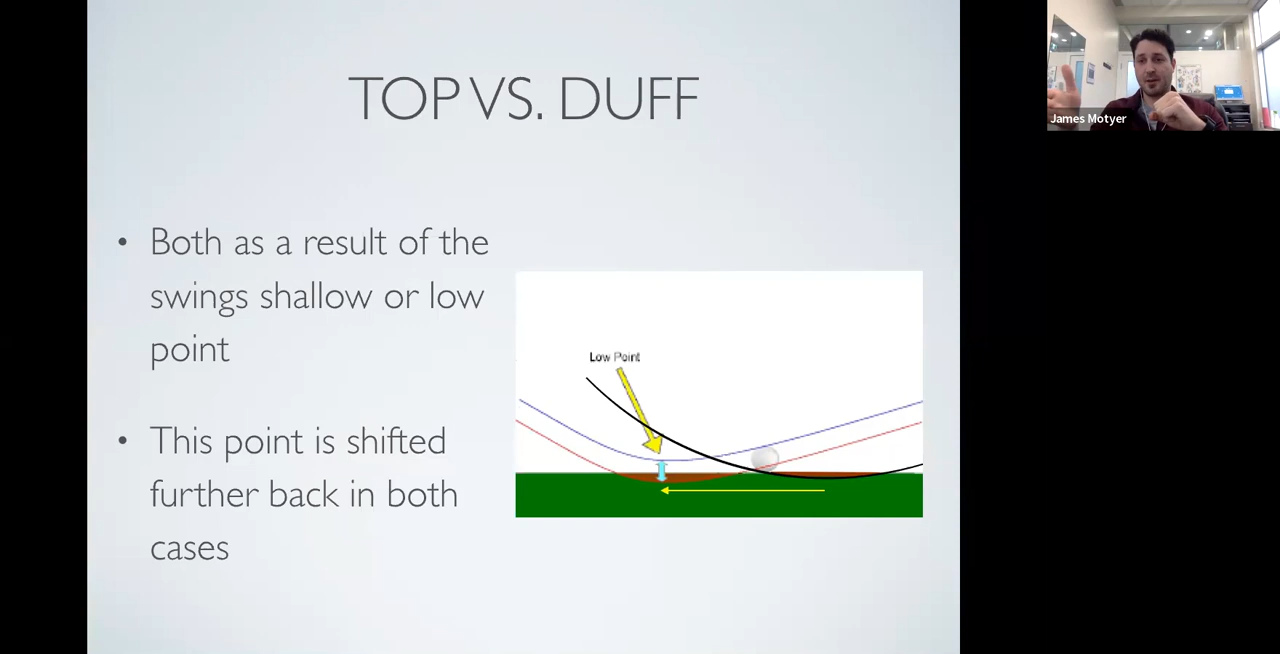 TOP VS. DUFF
• Both as a result of the
swings shallow or low
point
• This point is shifted
further back in both
cases
Low Point
James Motyer